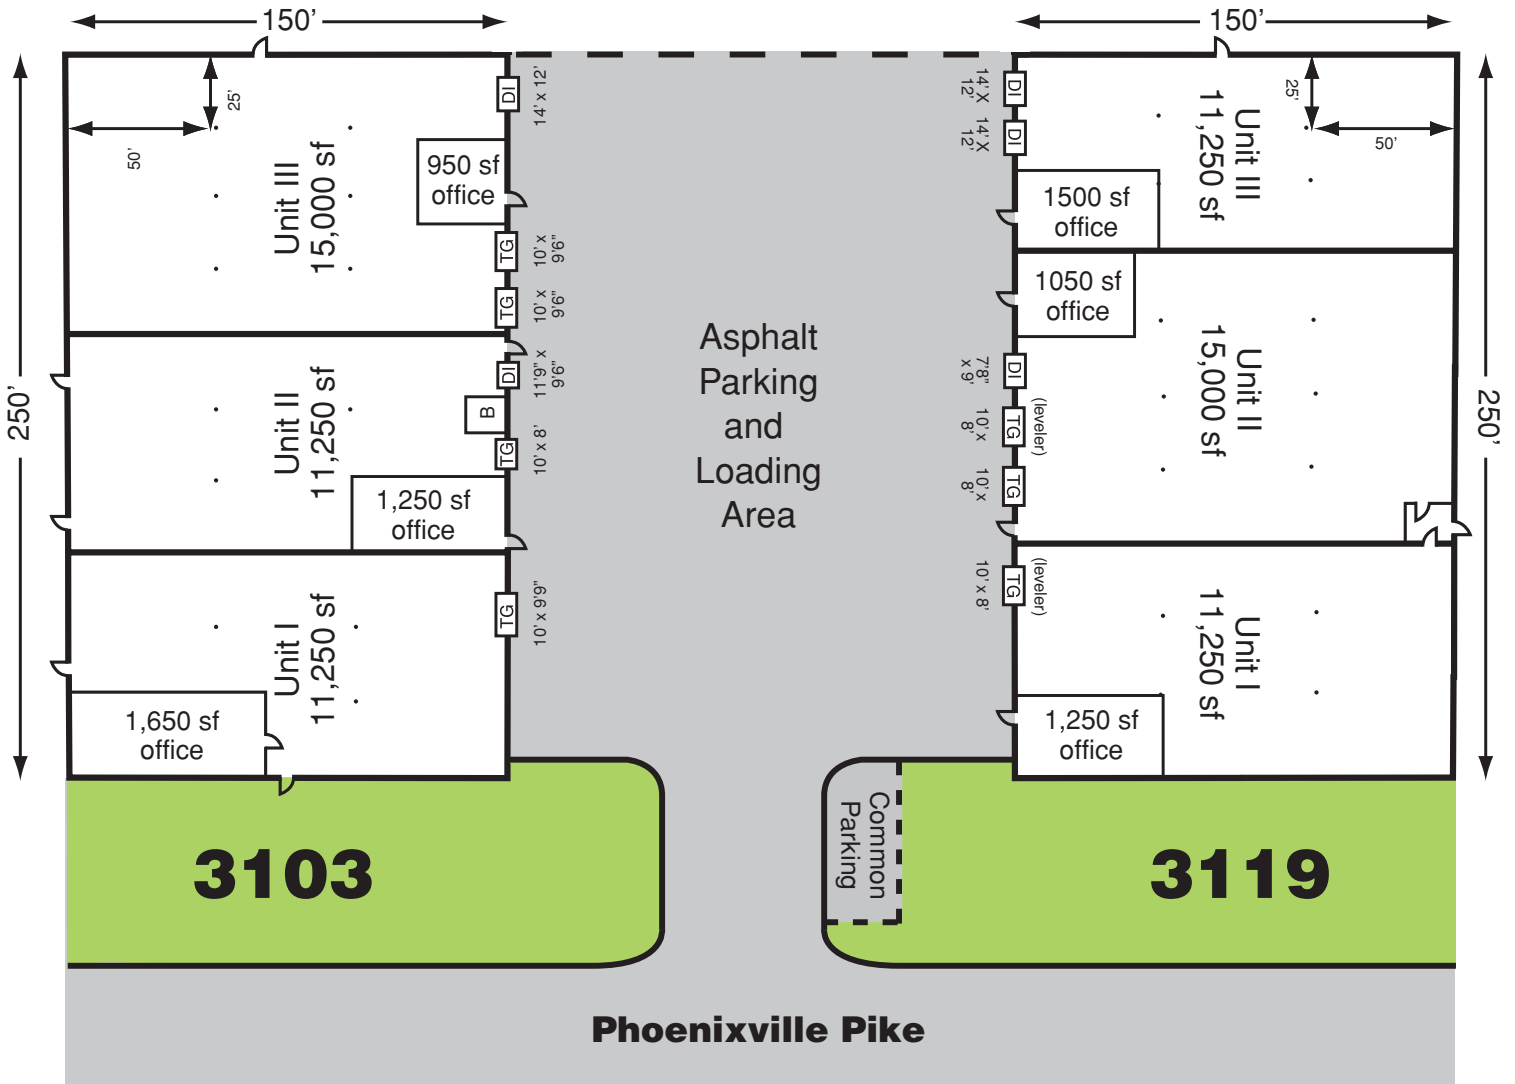 150'
150'
250'
250'
25'
50'
Unit III
15,000 sf
950 sf
office
DI
14' x 12'
TG
10' x
9'6"
TG
10' x
9'6"
Unit II
11,250 sf
DI
11'9" x
9'6"
B
TG
10' x 8'
1,250 sf
office
Unit I
11,250 sf
TG
10' x 9'9"
1,650 sf
office
Asphalt
Parking
and
Loading
Area
14' X
12'
DI
14' X
12'
DI
Unit III
11,250 sf
25'
50'
1500 sf
office
1050 sf
office
Unit II
15,000 sf
7'8"
x 9'
DI
10' x
8'
TG
(leveler)
10' x
8'
TG
10' x 8'
TG
(leveler)
Unit I
11,250 sf
1,250 sf
office
Common
Parking
3103
3119
Phoenixville Pike